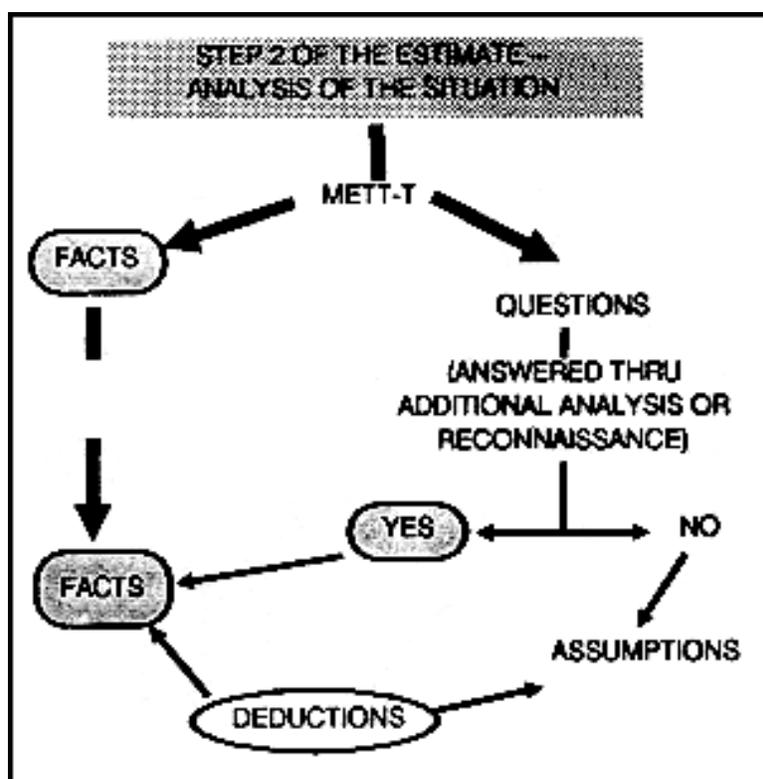 STEP 2 OF THE ESTIMATE--
ANALYSIS OF THE SITUATION
METT-T
FACTS
QUESTIONS
(ANSWERED THRU
ADDITIONAL ANALYSIS OR
RECONNAISSANCE)
YES
NO
FACTS
ASSUMPTIONS
DEDUCTIONS